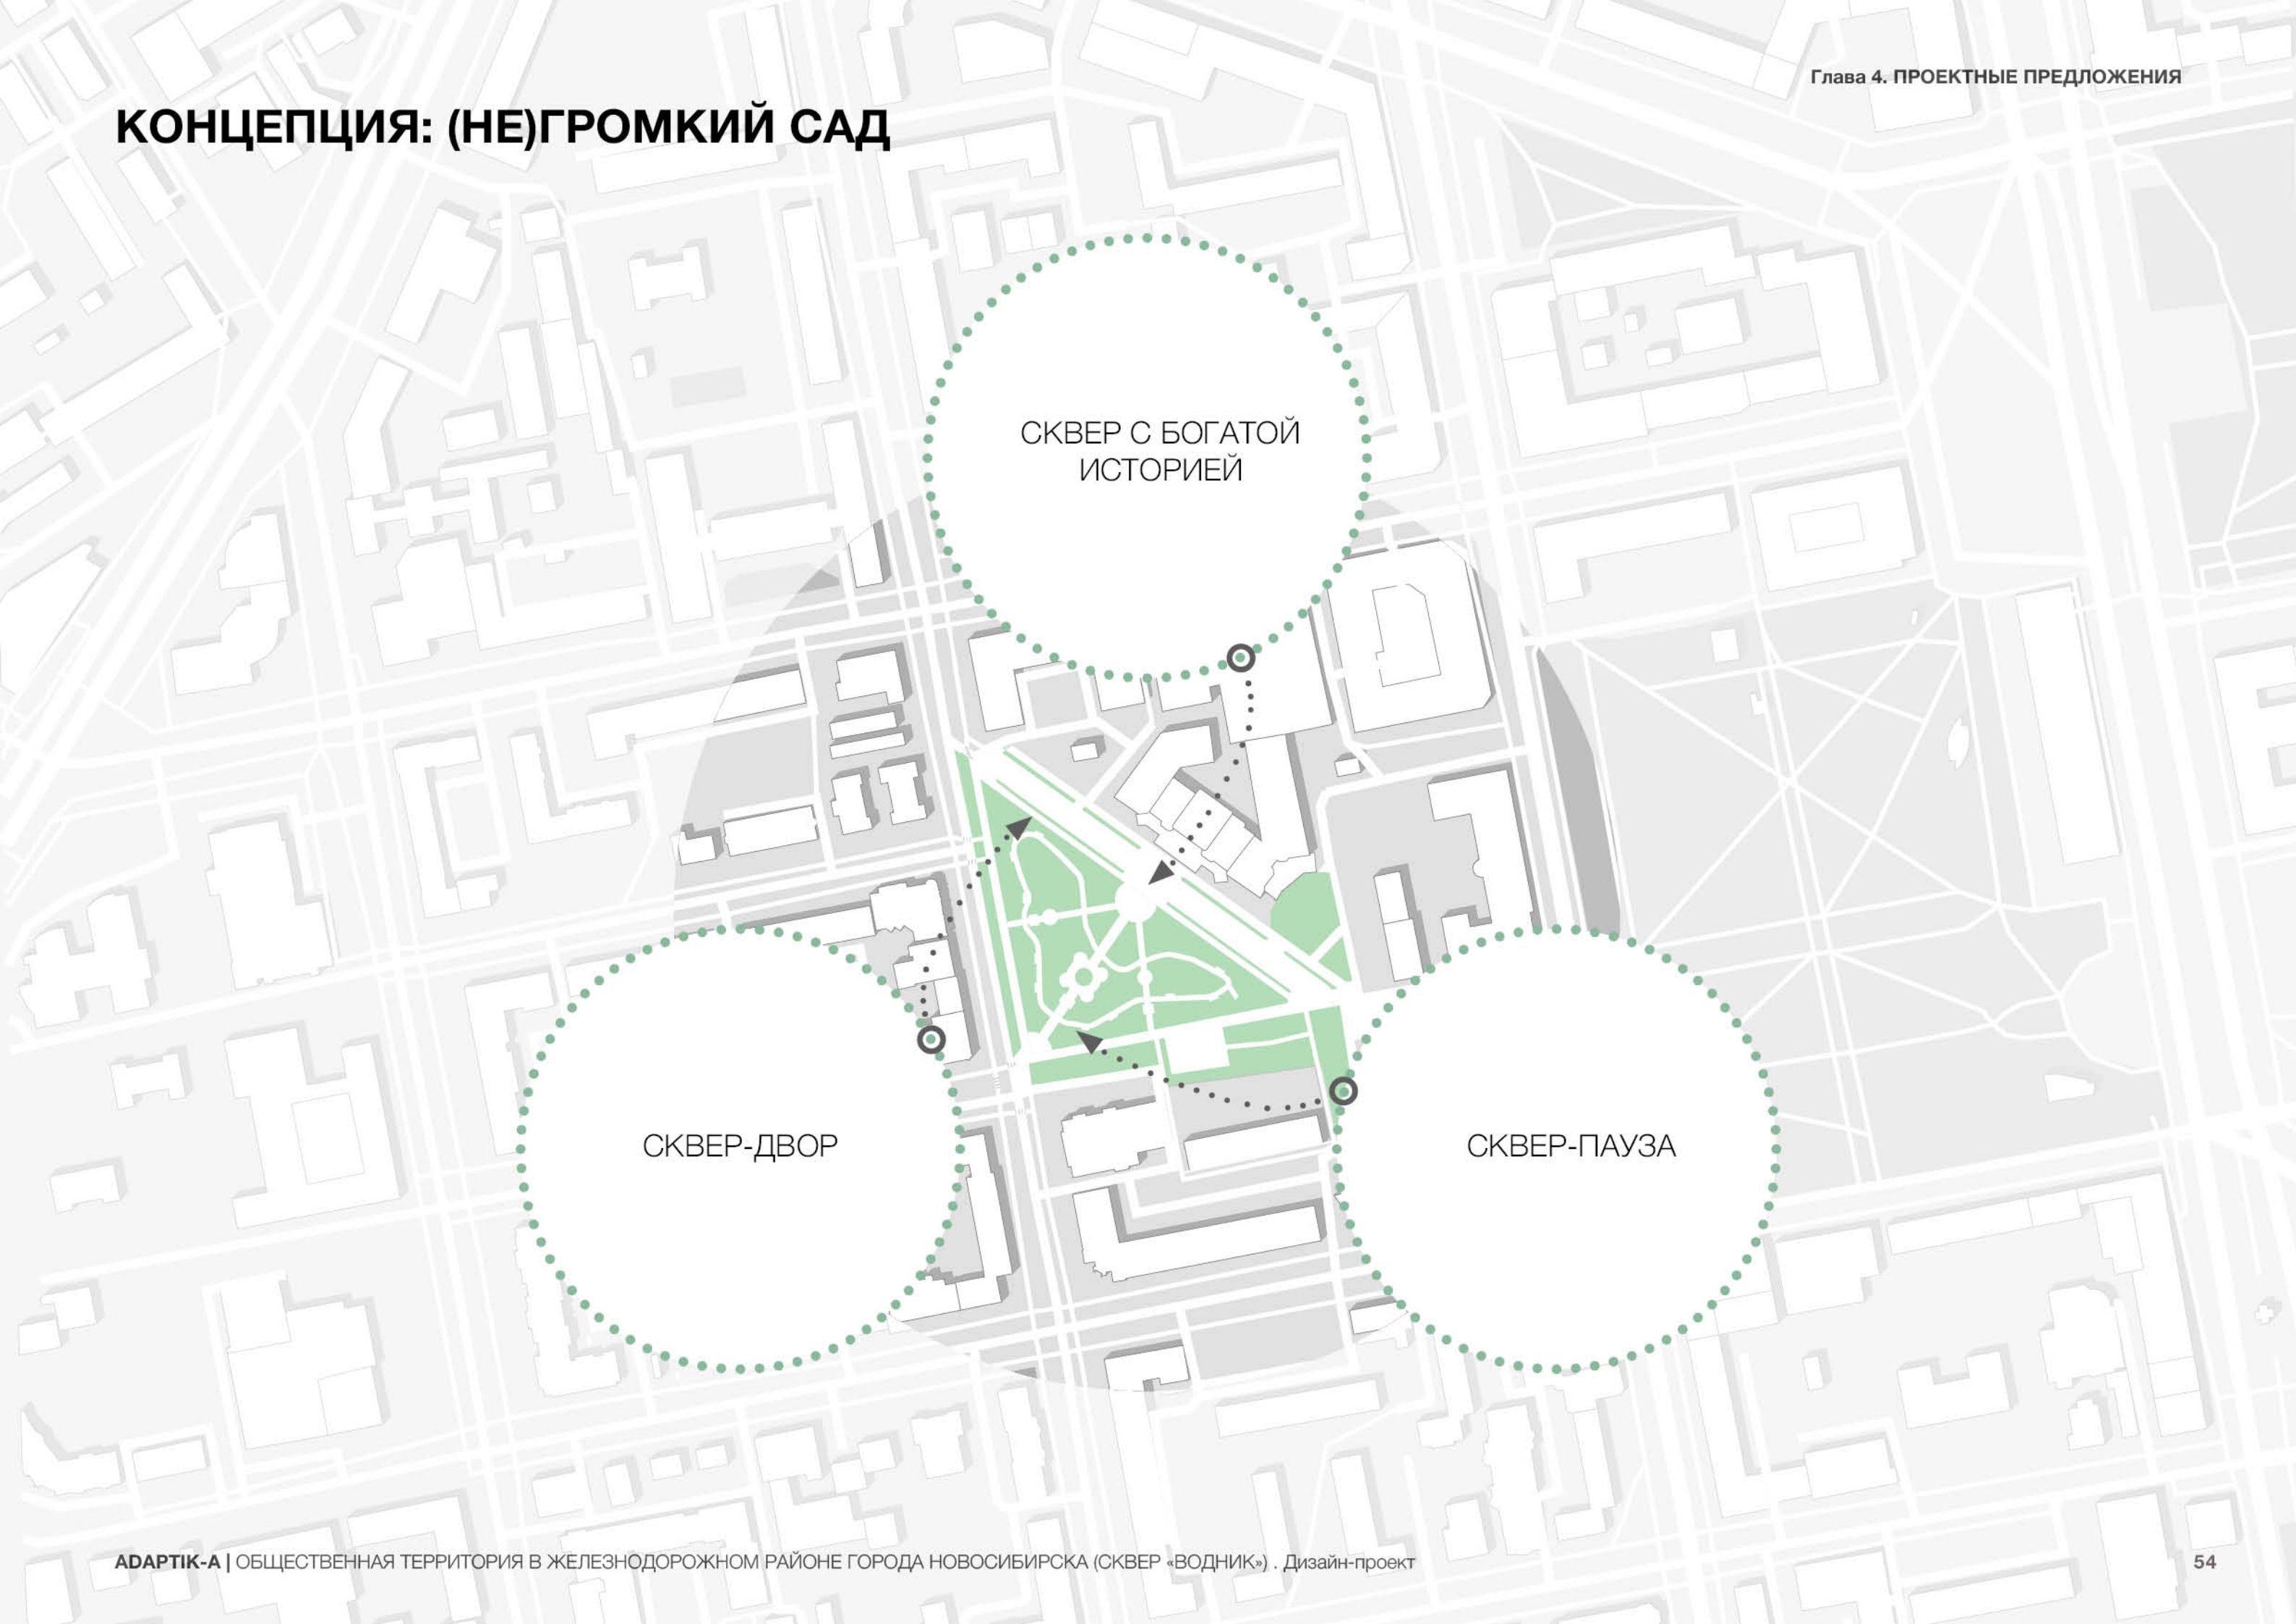 Глава 4. ПРОЕКТНЫЕ ПРЕДЛОЖЕНИЯ
КОНЦЕПЦИЯ: (НЕ)ГРОМКИЙ САД
СКВЕР С БОГАТОЙ
ИСТОРИЕЙ
СКВЕР-ДВОР
СКВЕР-ПАУЗА
ADAPTIK-A | ОБЩЕСТВЕННАЯ ТЕРРИТОРИЯ В ЖЕЛЕЗНОДОРОЖНОМ РАЙОНЕ ГОРОДА НОВОСИБИРСКА (СКВЕР «ВОДНИК») . Дизайн-проект
54